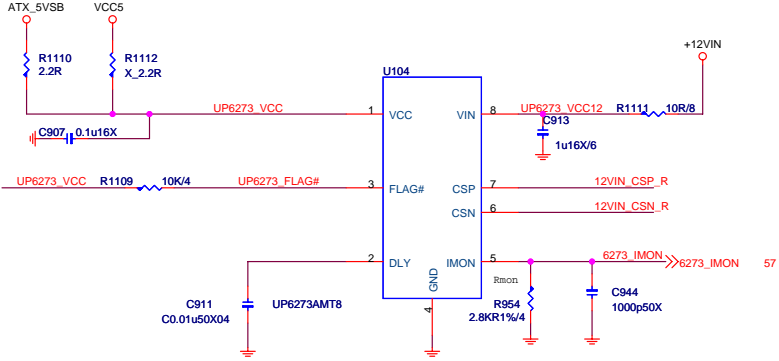 ATX_5VSB VCC5
+12VIN
R1110
2.2R
R1112
X_2.2R
U104
UP6273_VCC 1 VCC VIN 8 UP6273_VCC12 R1111 10R/8
C907 0.1u16X
C913
1u16X/6
UP6273_VCC R1109 10K/4 UP6273_FLAG# 3 FLAG# CSP 7 12VIN_CSP_R
CSN 6 12VIN_CSN_R
2 DLY IMON 5 6273_IMON 6273_IMON 57
GND
4
C911
C0.01u50X04
UP6273AMT8
Rmon
R954
2.8KR1%/4
C944
1000p50X